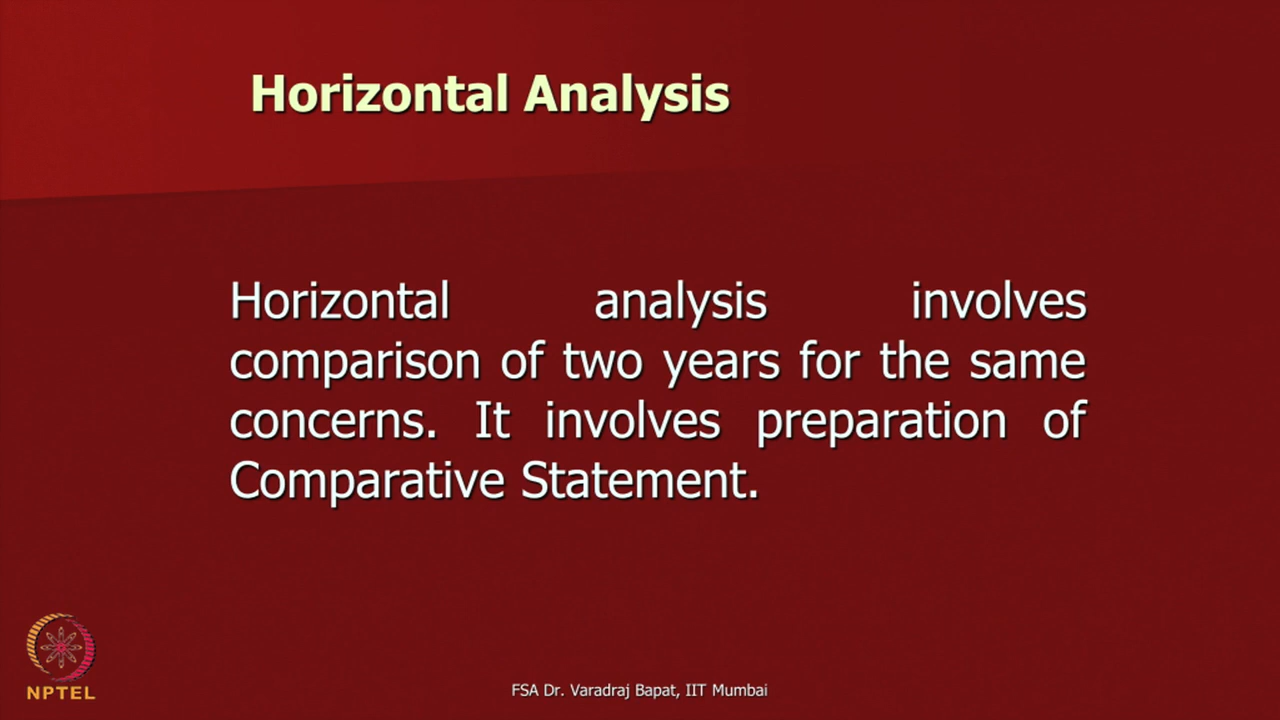 Horizontal Analysis
Horizontal analysis involves
comparison of two years for the same
concerns. It involves preparation of
Comparative Statement.
NPTEL
FSA Dr. Varadraj Bapat, IIT Mumbai